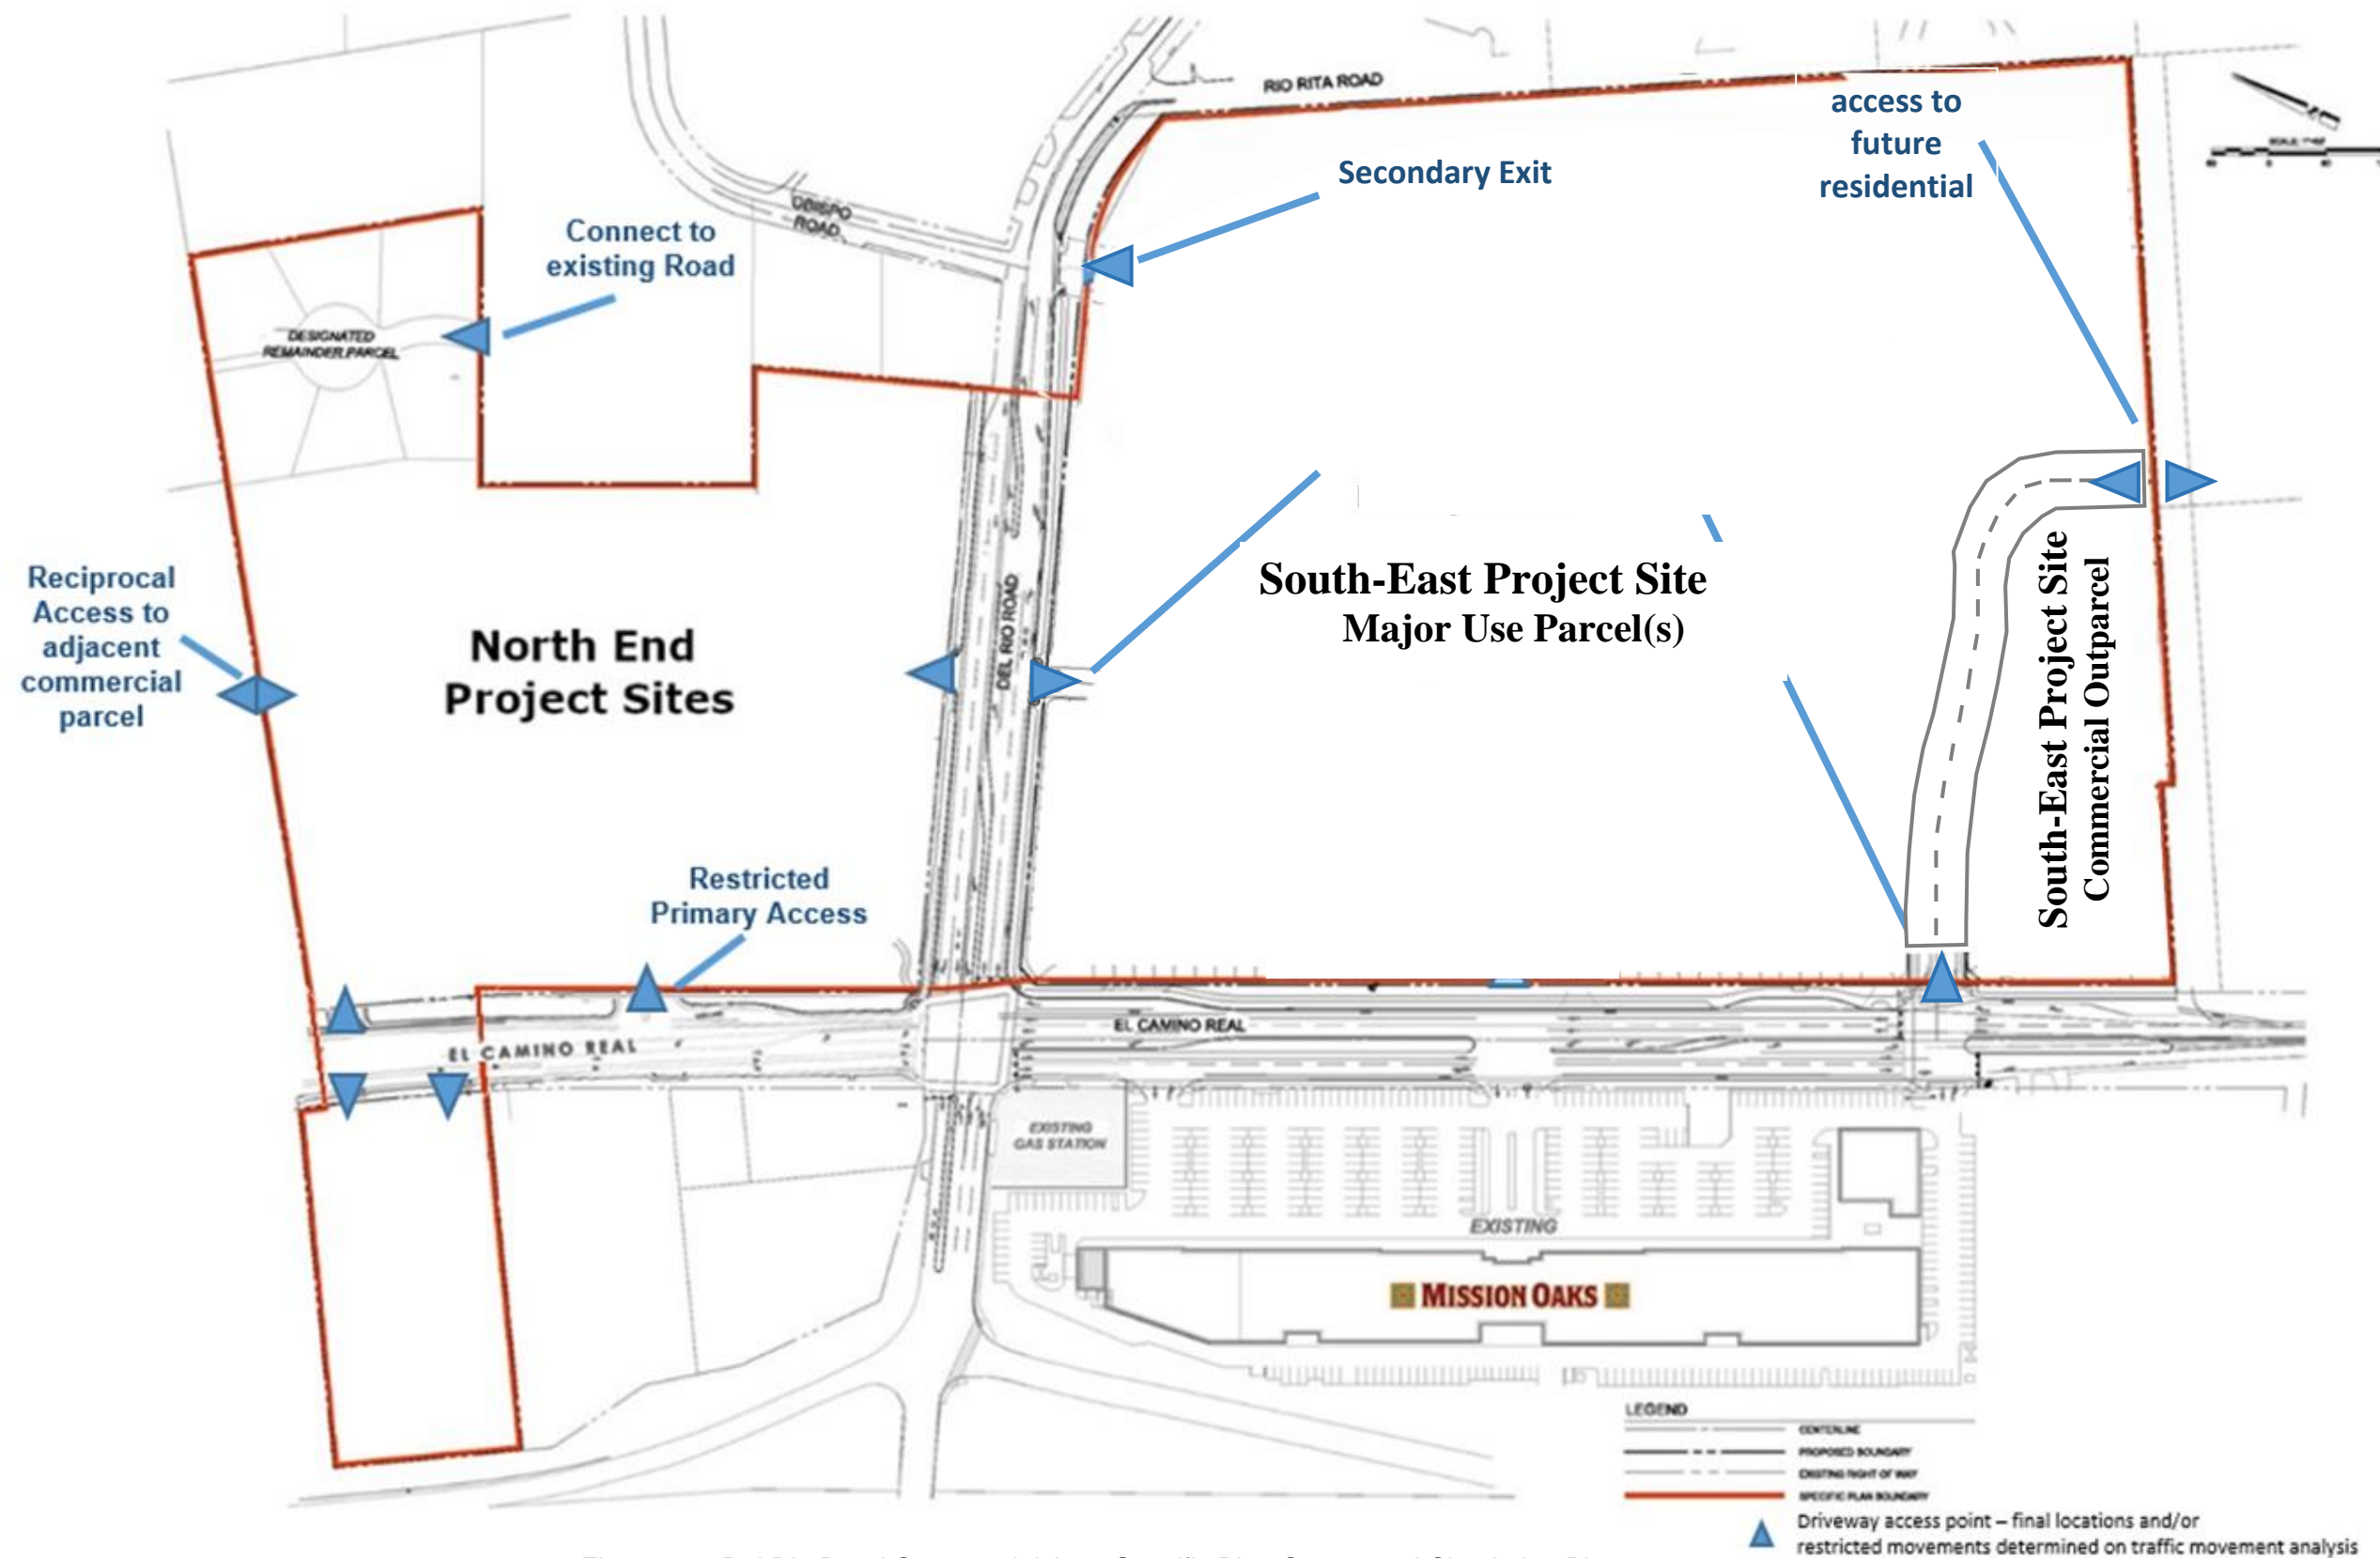 RIO RITA ROAD
access to
future
residential
Secondary Exit
OBISPO
ROAD
Connect to
existing Road
DESIGNATED
REMAINDER PARCEL
DEL RIO ROAD
South-East Project Site
Major Use Parcel(s)
South-East Project Site
Commercial Outparcel
Reciprocal
Access to
adjacent
commercial
parcel
North End
Project Sites
Restricted
Primary Access
EL CAMINO REAL
EL CAMINO REAL
EXISTING
GAS STATION
EXISTING
MISSION OAKS
LEGEND
CENTERLINE
PROPOSED BOUNDARY
EXISTING RIGHT OF WAY
SPECIFIC PLAN BOUNDARY
Driveway access point – final locations and/or
restricted movements determined on traffic movement analysis